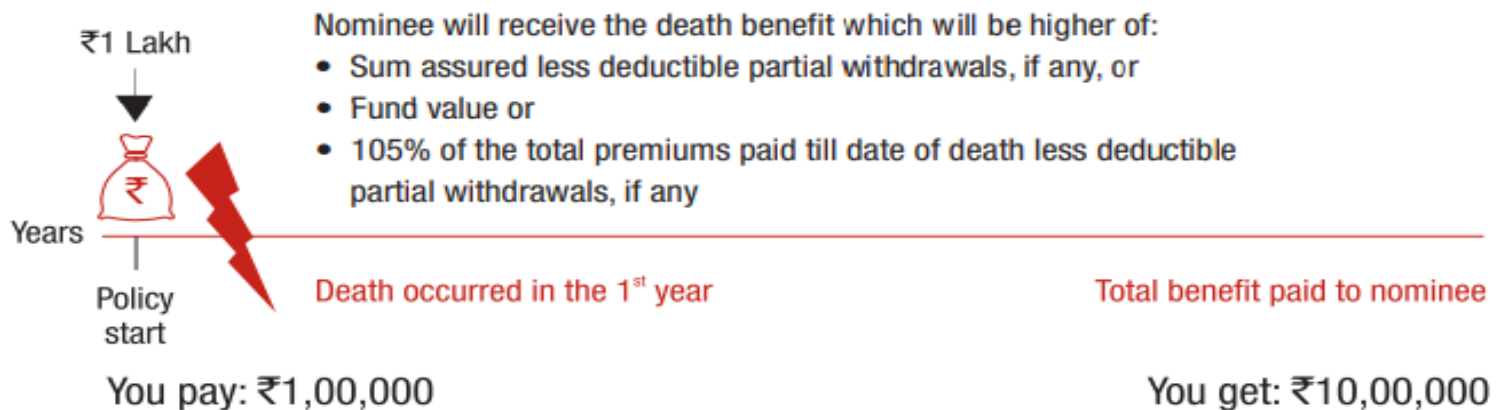 ₹1 Lakh
Nominee will receive the death benefit which will be higher of:
• Sum assured less deductible partial withdrawals, if any, or
• Fund value or
• 105% of the total premiums paid till date of death less deductible
partial withdrawals, if any
₹
Years
Policy
start
Death occurred in the 1st year
Total benefit paid to nominee
You pay: ₹1,00,000
You get: ₹10,00,000